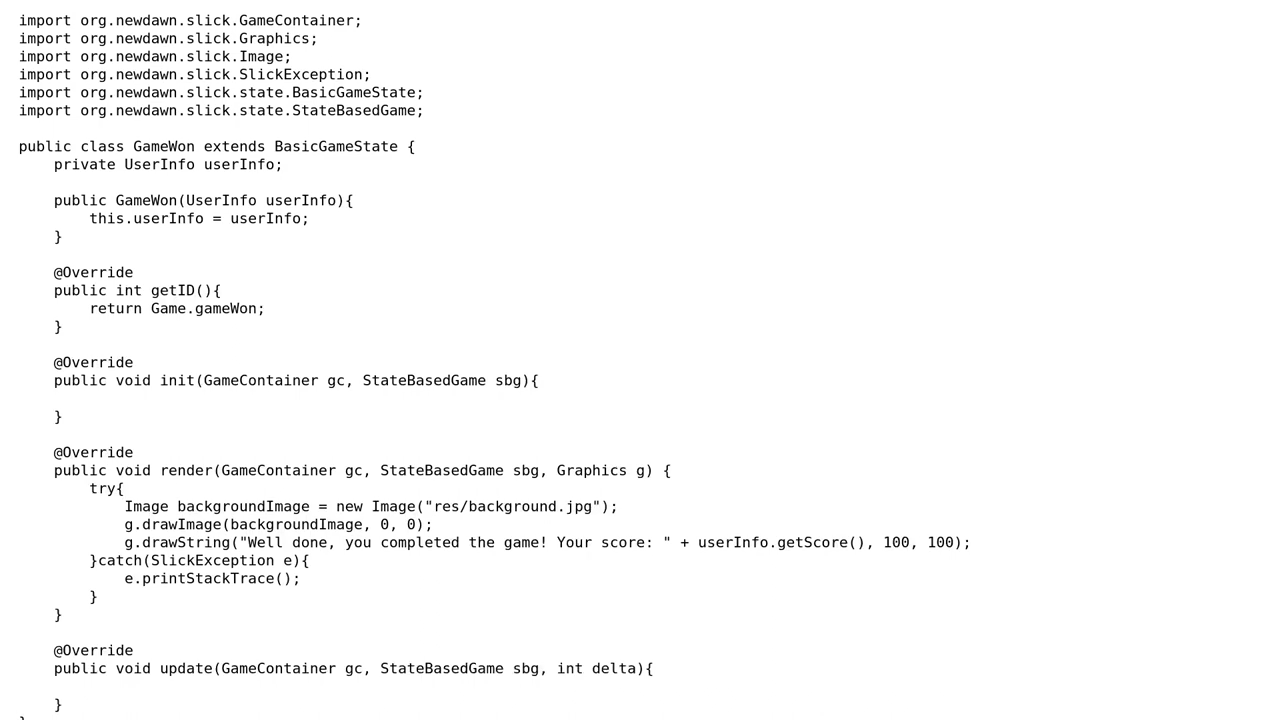 import org.newdawn.slick.GameContainer;
import org.newdawn.slick.Graphics;
import org.newdawn.slick.Image;
import org.newdawn.slick.SlickException;
import org.newdawn.slick.state.BasicGameState;
import org.newdawn.slick.state.StateBasedGame;

public class GameWon extends BasicGameState {
    private UserInfo userInfo;

    public GameWon(UserInfo userInfo){
        this.userInfo = userInfo;
    }

    @Override
    public int getID(){
        return Game.gameWon;
    }

    @Override
    public void init(GameContainer gc, StateBasedGame sbg){

    }

    @Override
    public void render(GameContainer gc, StateBasedGame sbg, Graphics g) {
        try{
            Image backgroundImage = new Image("res/background.jpg");
            g.drawImage(backgroundImage, 0, 0);
            g.drawString("Well done, you completed the game! Your score: " + userInfo.getScore(), 100, 100);
        }catch(SlickException e){
            e.printStackTrace();
        }
    }

    @Override
    public void update(GameContainer gc, StateBasedGame sbg, int delta){

    }
}